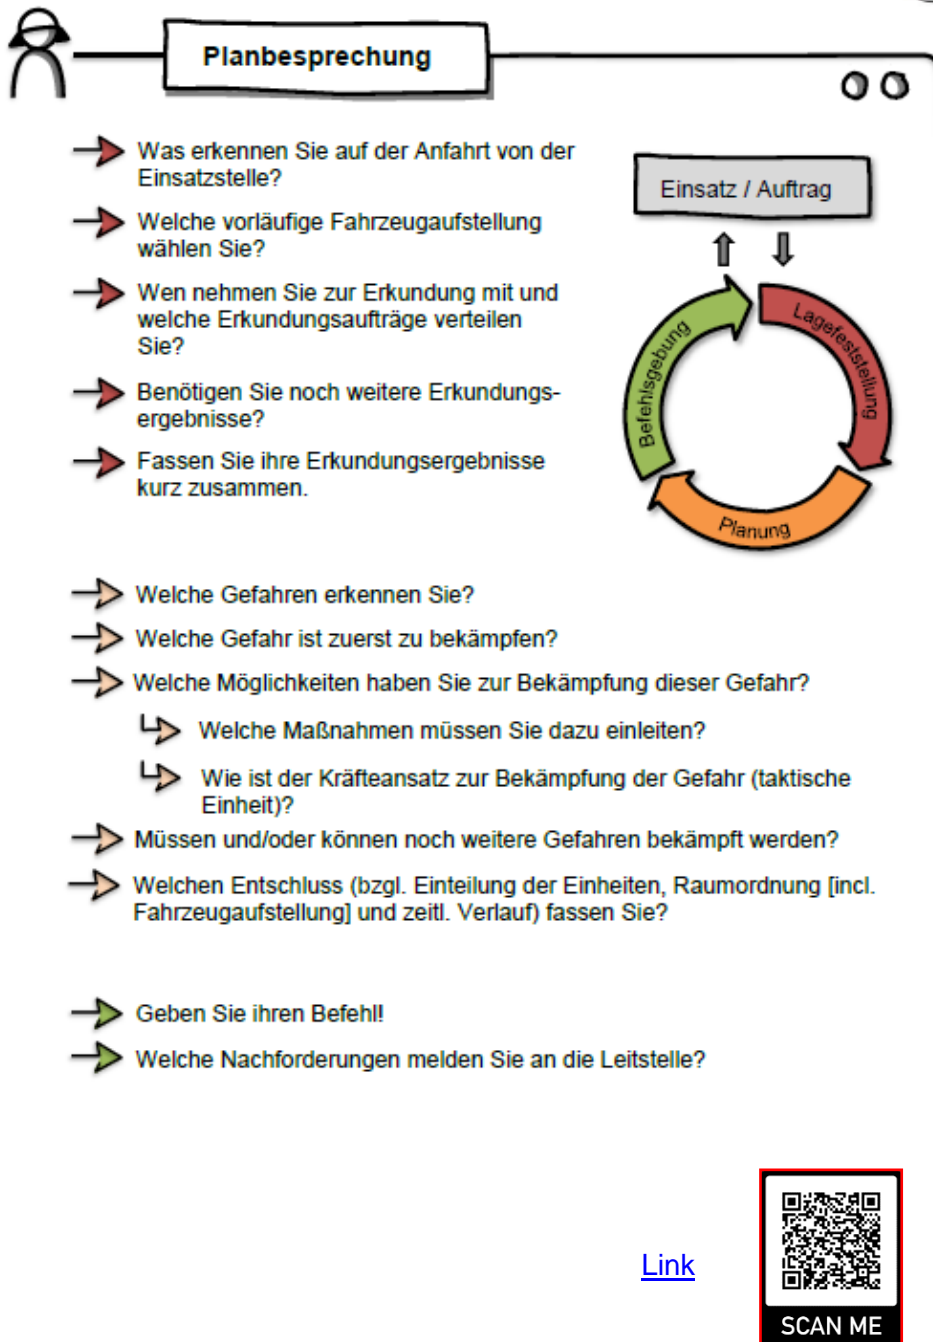 Planbesprechung
Was erkennen Sie auf der Anfahrt von der
Einsatzstelle?
Welche vorläufige Fahrzeugaufstellung
wählen Sie?
Wen nehmen Sie zur Erkundung mit und
welche Erkundungsaufträge verteilen
Sie?
Benötigen Sie noch weitere Erkundungs-
ergebnisse?
Fassen Sie ihre Erkundungsergebnisse
kurz zusammen.
Einsatz / Auftrag
Lagefeststellung
Planung
Befehlsgebung
Welche Gefahren erkennen Sie?
Welche Gefahr ist zuerst zu bekämpfen?
Welche Möglichkeiten haben Sie zur Bekämpfung dieser Gefahr?
Welche Maßnahmen müssen Sie dazu einleiten?
Wie ist der Kräfteansatz zur Bekämpfung der Gefahr (taktische
Einheit)?
Müssen und/oder können noch weitere Gefahren bekämpft werden?
Welchen Entschluss (bzgl. Einteilung der Einheiten, Raumordnung [incl.
Fahrzeugaufstellung] und zeitl. Verlauf) fassen Sie?
Geben Sie ihren Befehl!
Welche Nachforderungen melden Sie an die Leitstelle?
Link
SCAN ME